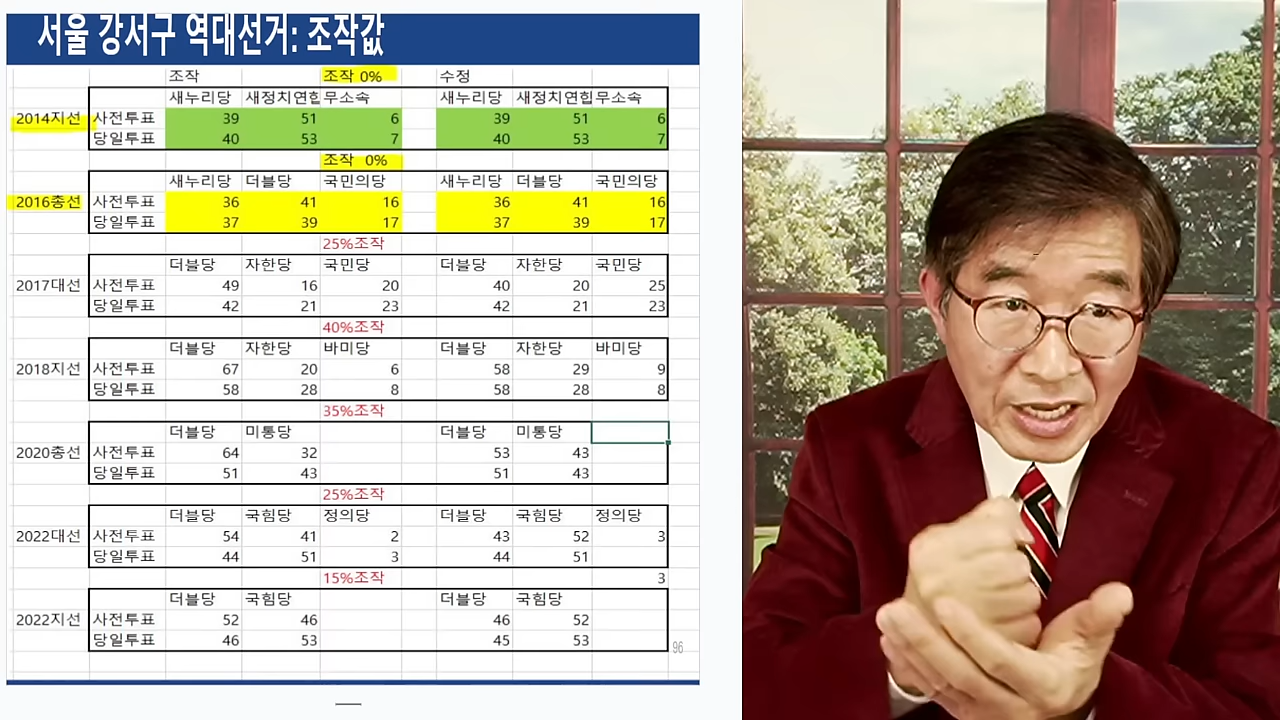 서울 강서구 역대선거: 조작값
조작 조작 0% 수정
새누리당 새정치연합 무소속 새누리당 새정치연합 무소속
2014지선 사전투표 39 51 6 39 51 6
당일투표 40 53 7 40 53 7
조작 0%
새누리당 더블당 국민의당 새누리당 더블당 국민의당
2016총선 사전투표 36 41 16 36 41 16
당일투표 37 39 17 37 39 17
25%조작
더블당 자한당 국민당 더블당 자한당 국민당
2017대선 사전투표 49 16 20 40 20 25
당일투표 42 21 23 42 21 23
40%조작
더블당 자한당 바미당 더블당 자한당 바미당
2018지선 사전투표 67 20 6 58 29 9
당일투표 58 28 8 58 28 8
35%조작
더블당 미통당 더블당 미통당
2020총선 사전투표 64 32 53 43
당일투표 51 43 51 43
25%조작
더블당 국힘당 정의당 더블당 국힘당 정의당
2022대선 사전투표 54 41 2 43 52 3
당일투표 44 51 3 44 51
15%조작 3
더블당 국힘당 더블당 국힘당
2022지선 사전투표 52 46 46 52
당일투표 46 53 45 53
96